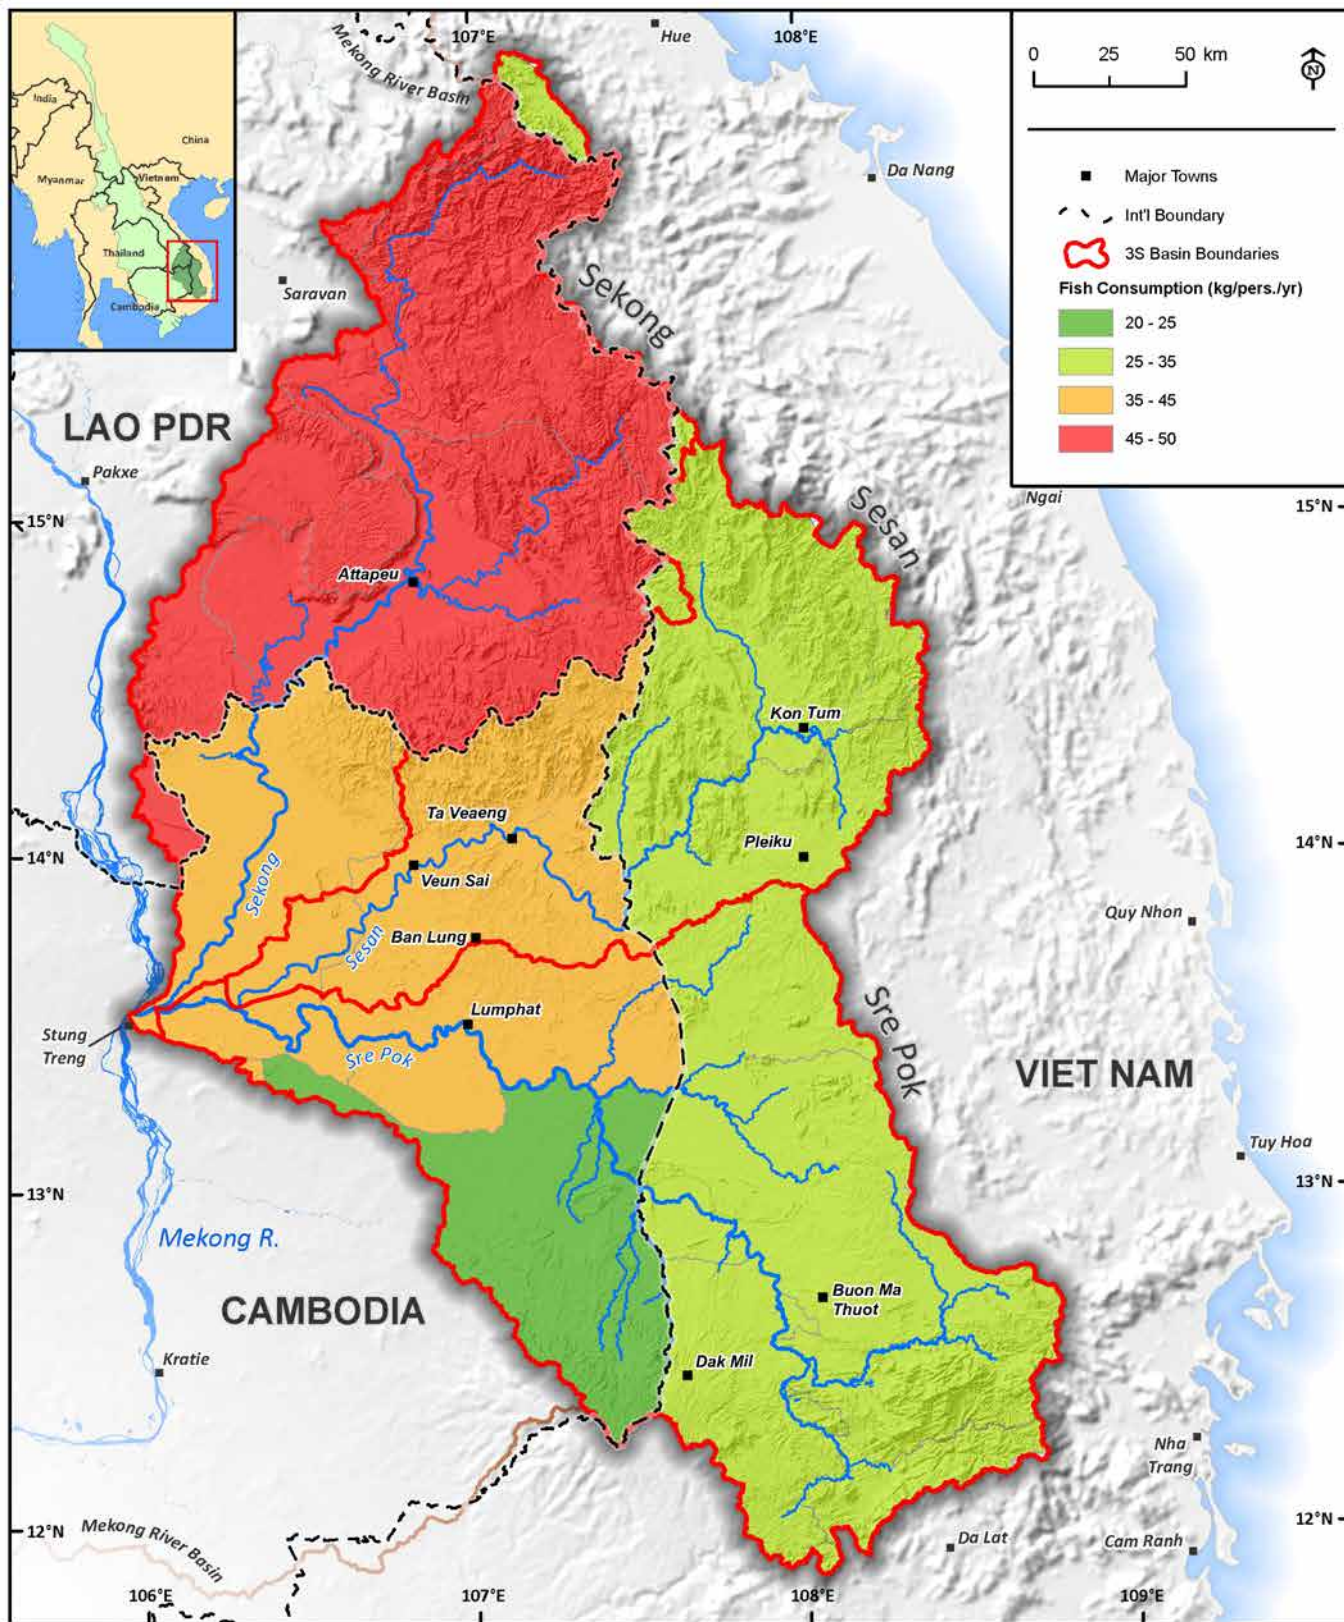 107°E
Hue
108°E
Mekong River Basin
India
China
Myanmar
Vietnam
Thailand
Cambodia
0 25 50 km
N
Major Towns
Int'l Boundary
3S Basin Boundaries
Fish Consumption (kg/pers./yr)
20 - 25
25 - 35
35 - 45
45 - 50
Da Nang
Saravan
Sekong
LAO PDR
Pakxe
Ngai
Sesan
15°N
15°N
Attapeu
Kon Tum
Ta Veaeng
Pleiku
14°N
14°N
Veun Sai
Sekong
Quy Nhon
Ban Lung
Sesan
Lumphat
Stung
Treng
Sre Pok
Sre Pok
VIET NAM
Tuy Hoa
13°N
13°N
Mekong R.
CAMBODIA
Buon Ma
Thuot
Kratie
Dak Mil
Nha
Trang
12°N
12°N
Mekong River Basin
Da Lat
Cam Ranh
106°E
107°E
108°E
109°E